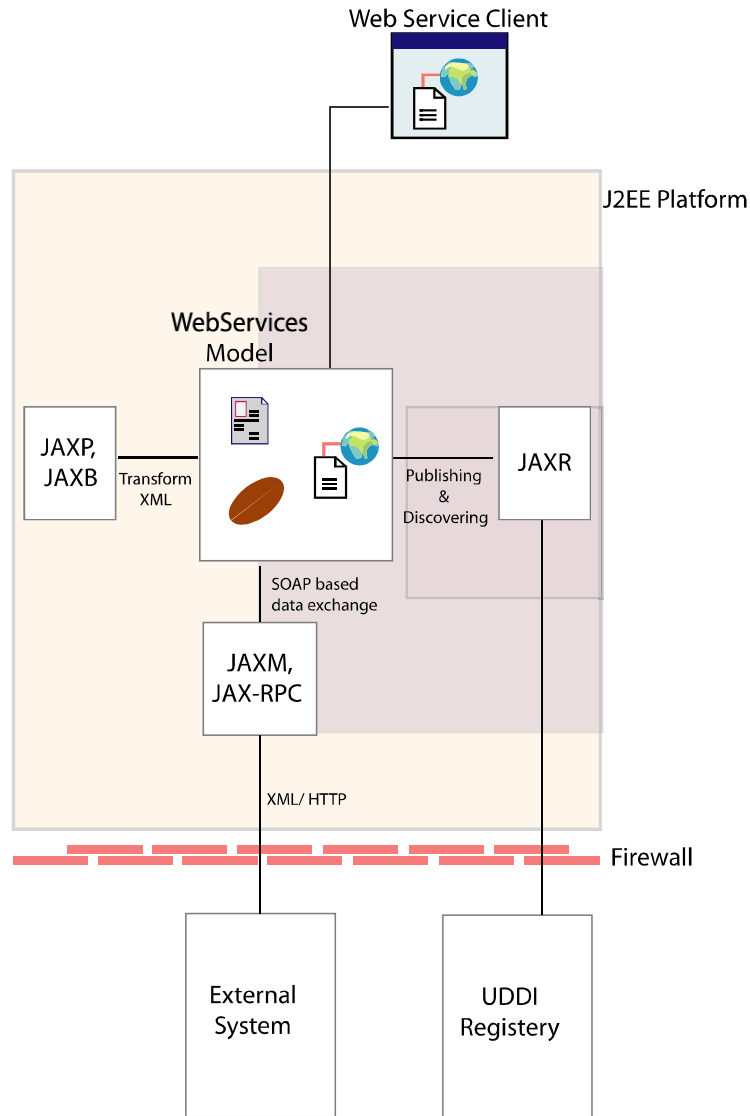 Web Service Client
J2EE Platform
WebServices
Model
JAXP,
JAXB
Transform
XML
Publishing
&
Discovering
JAXR
SOAP based
data exchange
JAXM,
JAX-RPC
XML/ HTTP
Firewall
External
System
UDDI
Registery